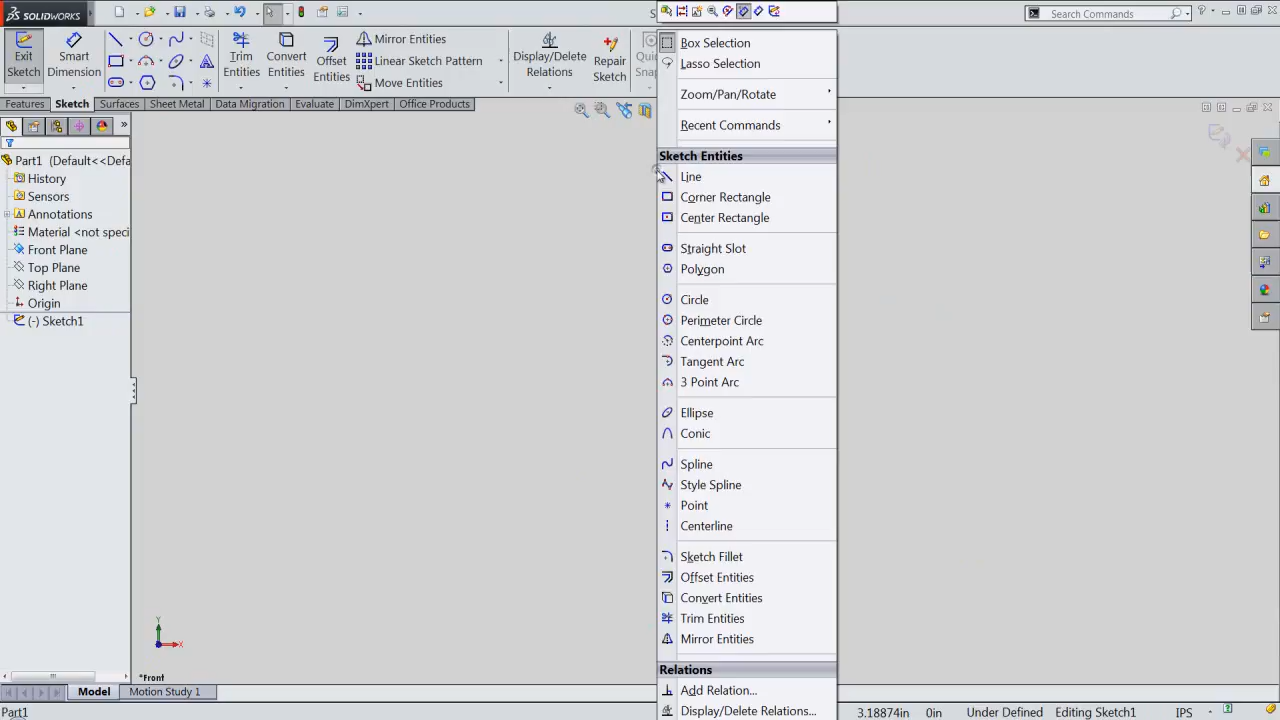 SOLIDWORKS
S
Search Commands
Exit Sketch
Smart Dimension
Trim Entities
Convert Entities
Offset Entities
Mirror Entities
Linear Sketch Pattern
Move Entities
Display/Delete Relations
Repair Sketch
Features
Sketch
Surfaces
Sheet Metal
Data Migration
Evaluate
DimXpert
Office Products
Part1 (Default<<Defa
History
Sensors
Annotations
Material <not speci
Front Plane
Top Plane
Right Plane
Origin
(-) Sketch1
Box Selection
Lasso Selection
Zoom/Pan/Rotate
Recent Commands
Sketch Entities
Line
Corner Rectangle
Center Rectangle
Straight Slot
Polygon
Circle
Perimeter Circle
Centerpoint Arc
Tangent Arc
3 Point Arc
Ellipse
Conic
Spline
Style Spline
Point
Centerline
Sketch Fillet
Offset Entities
Convert Entities
Trim Entities
Mirror Entities
Relations
Add Relation...
Display/Delete Relations...
Y
X
*Front
Model
Motion Study 1
Part1
3.18874in
0in
Under Defined
Editing Sketch1
IPS